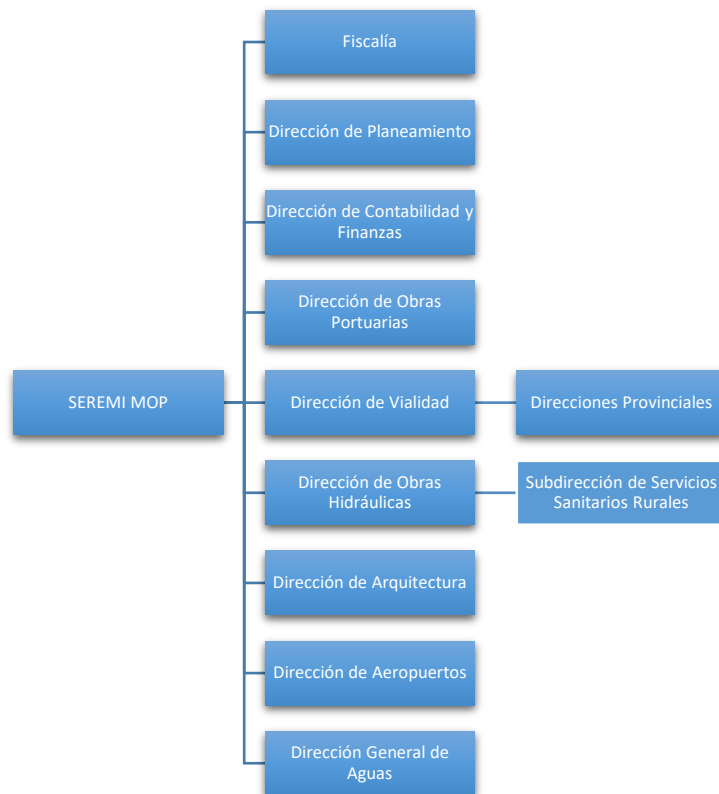 Fiscalía
Dirección de Planeamiento
Dirección de Contabilidad y
Finanzas
Dirección de Obras
Portuarias
SEREMI MOP
Dirección de Vialidad
Direcciones Provinciales
Dirección de Obras
Hidráulicas
Subdirección de Servicios
Sanitarios Rurales
Dirección de Arquitectura
Dirección de Aeropuertos
Dirección General de
Aguas